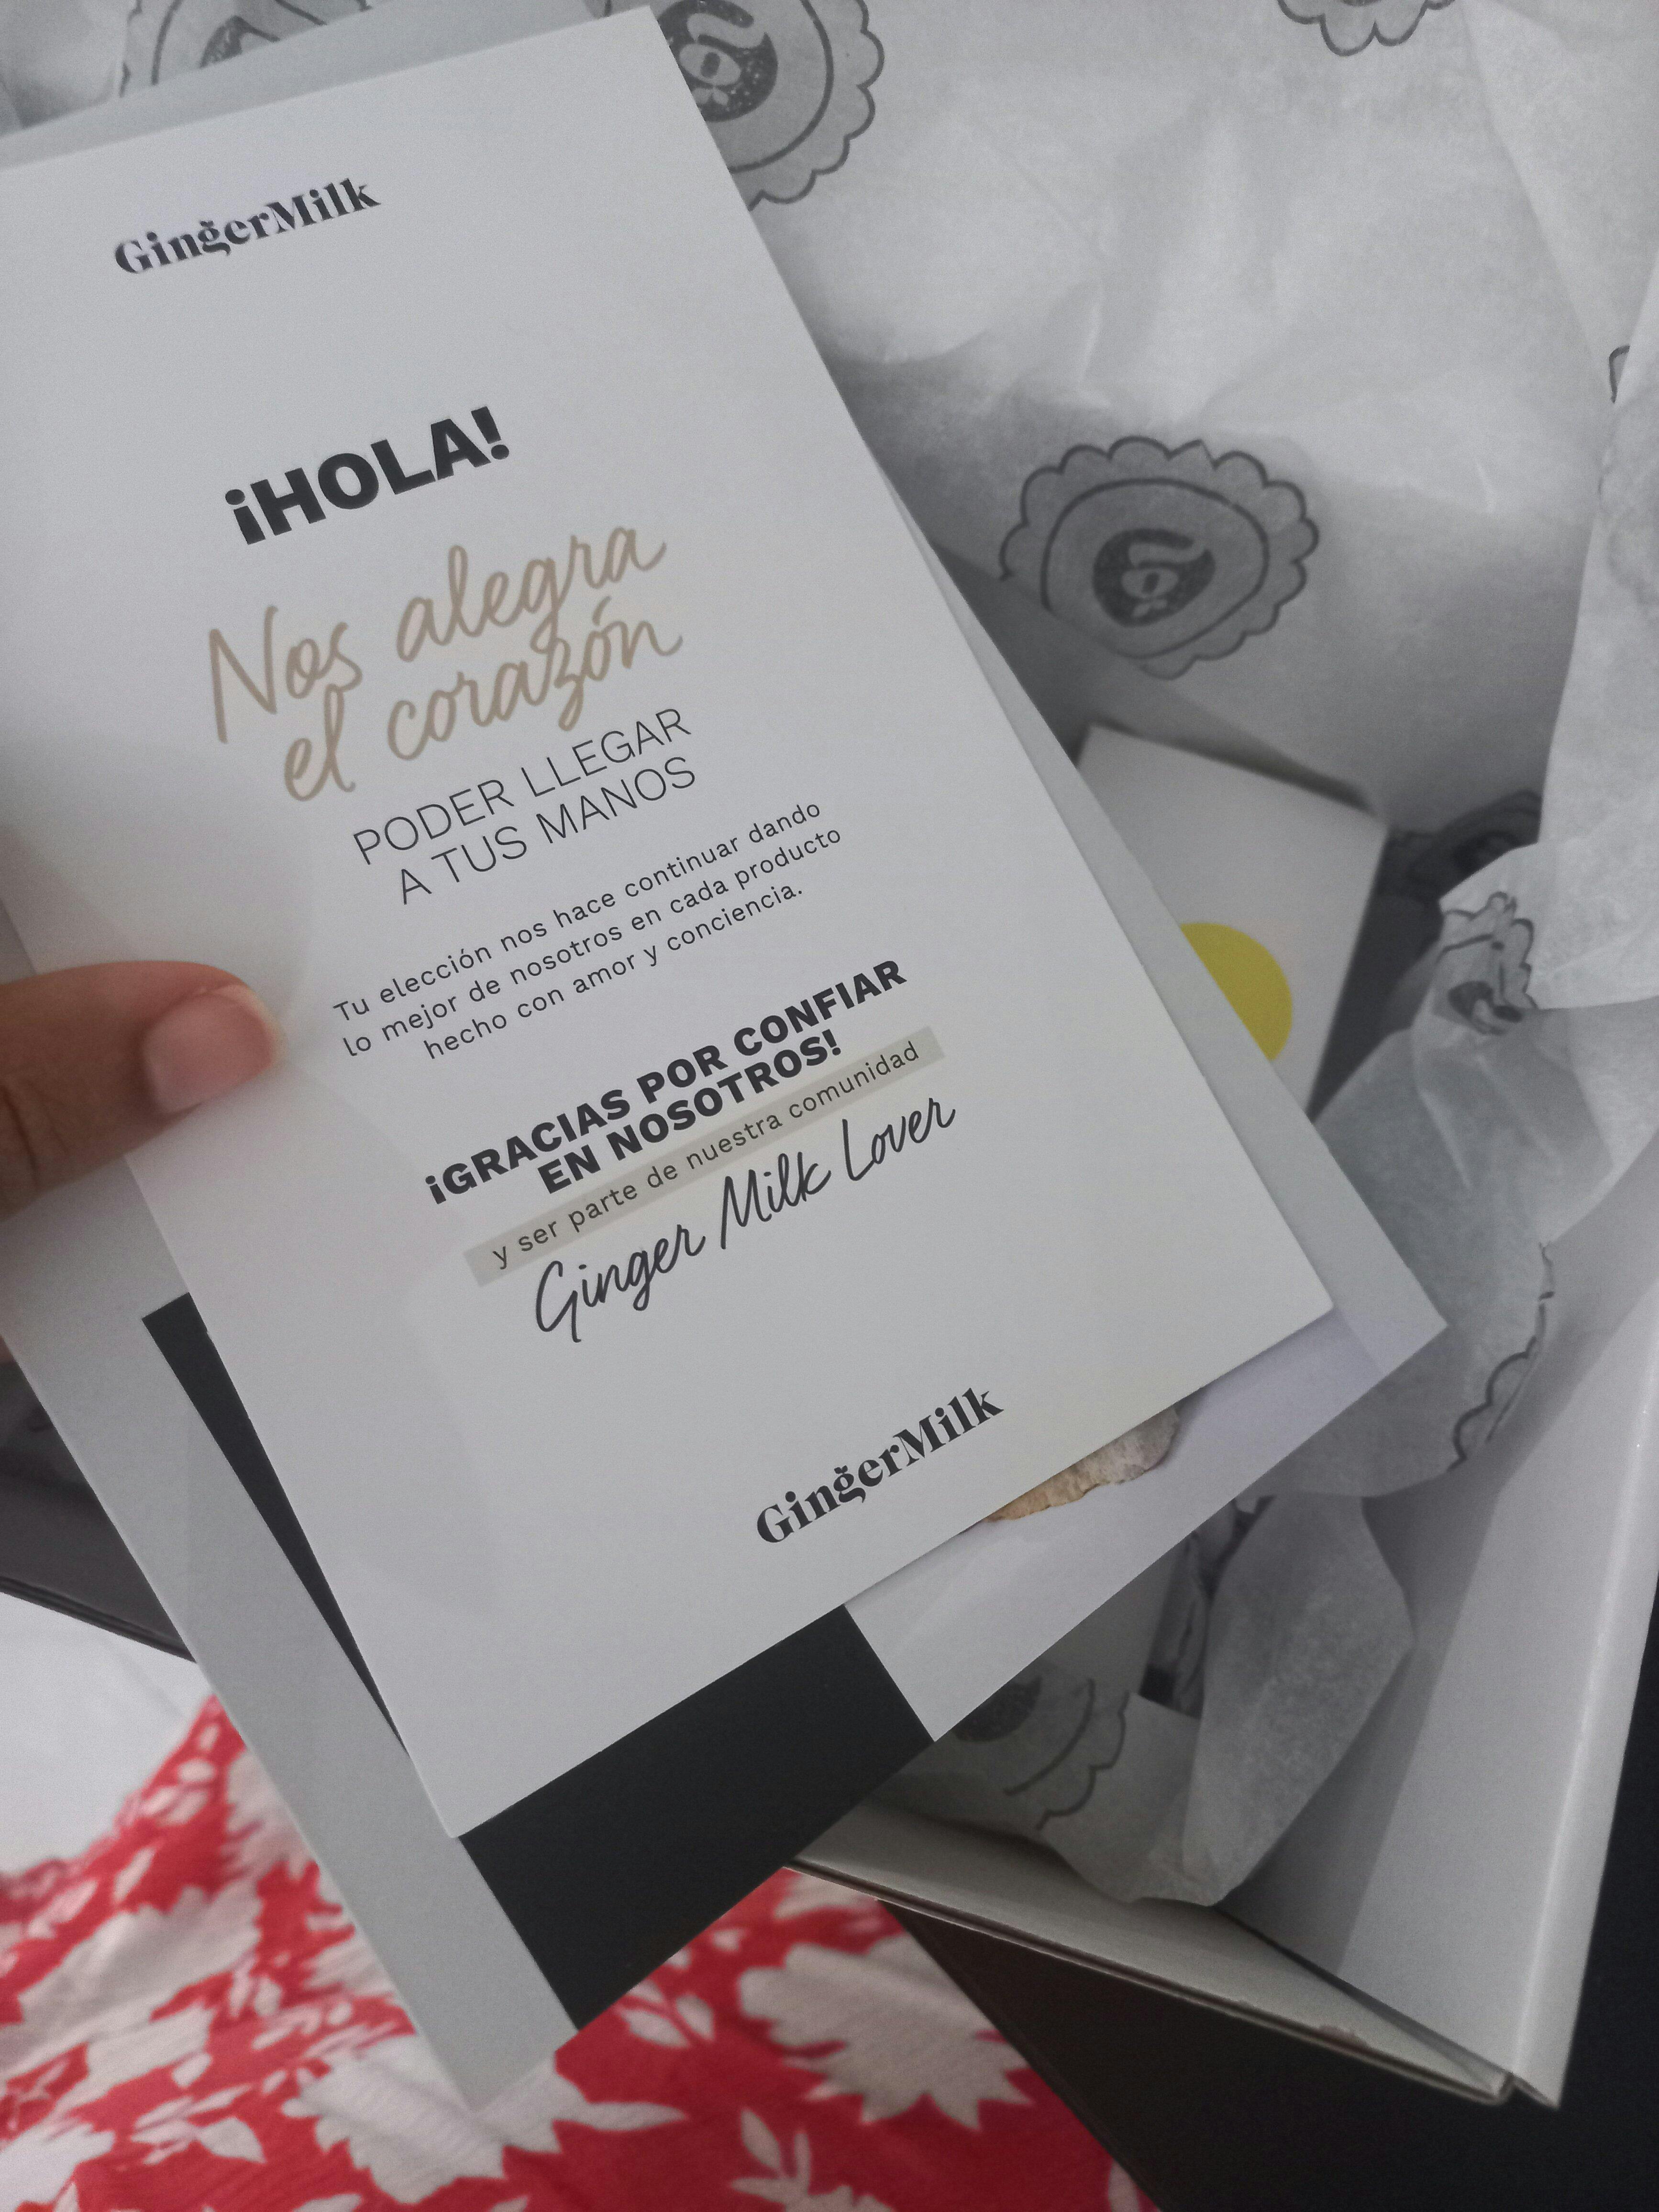 GingerMilk
¡HOLA!
Nos alegra
el corazón
PODER LLEGAR
A TUS MANOS
Tu elección nos hace continuar dando
lo mejor de nosotros en cada producto
hecho con amor y conciencia.
¡GRACIAS POR CONFIAR
EN NOSOTROS!
y ser parte de nuestra comunidad
Ginger Milk Lover
GingerMilk